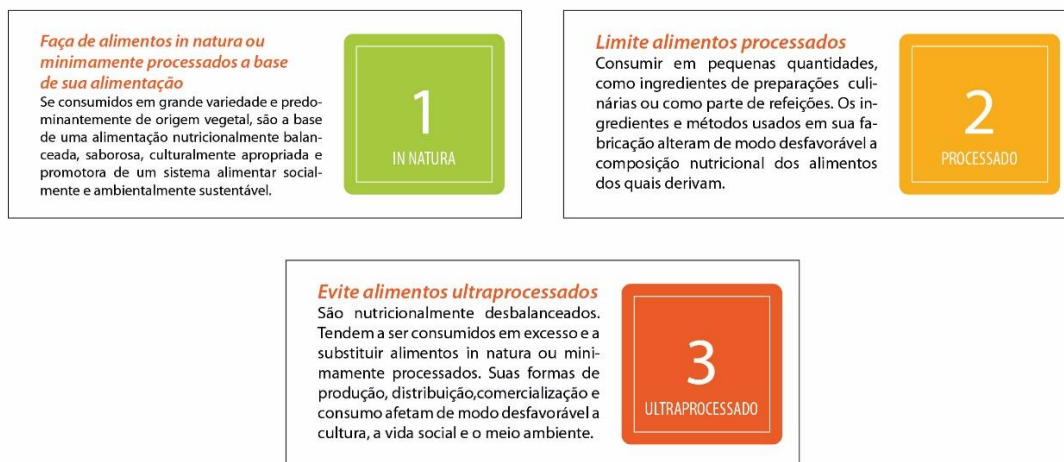 Faça de alimentos in natura ou
minimamente processados a base
de sua alimentação
Se consumidos em grande variedade e predo-
minantemente de origem vegetal, são a base
de uma alimentação nutricionalmente balan-
ceada, saborosa, culturalmente apropriada e
promotora de um sistema alimentar social-
mente e ambientalmente sustentável.
1
IN NATURA
Limite alimentos processados
Consumir em pequenas quantidades,
como ingredientes de preparações culi-
nárias ou como parte de refeições. Os in-
gredientes e métodos usados em sua fa-
bricação alteram de modo desfavorável a
composição nutricional dos alimentos
dos quais derivam.
2
PROCESSADO
Evite alimentos ultraprocessados
São nutricionalmente desbalanceados.
Tendem a ser consumidos em excesso e a
substituir alimentos in natura ou mini-
mamente processados. Suas formas de
produção, distribuição,comercialização e
consumo afetam de modo desfavorável a
cultura, a vida social e o meio ambiente.
3
ULTRAPROCESSADO